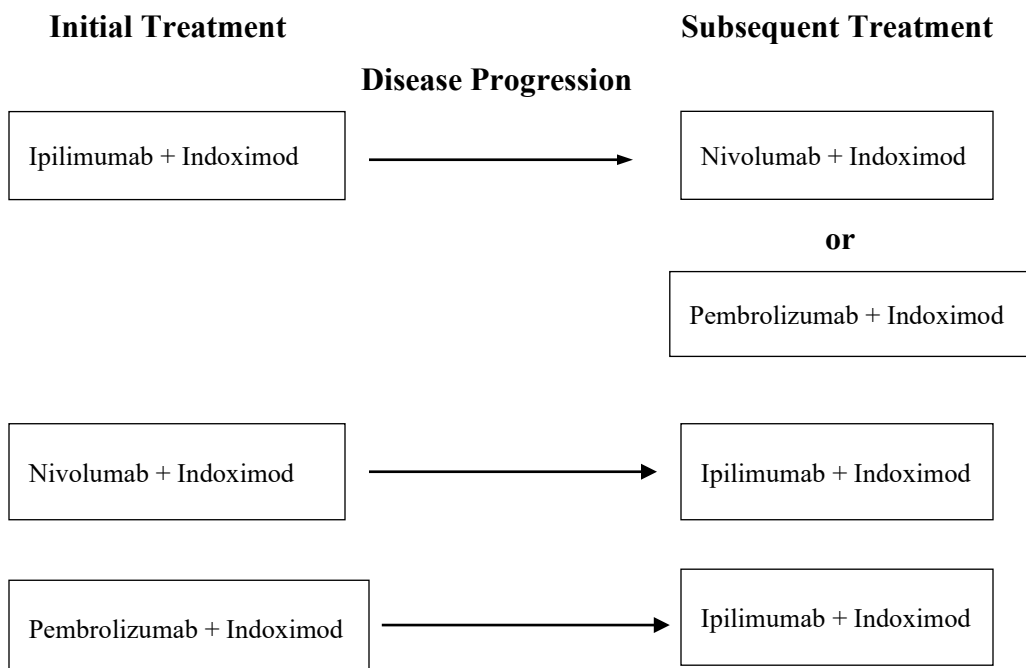 Initial Treatment
Subsequent Treatment
Disease Progression
Ipilimumab + Indoximod
Nivolumab + Indoximod
or
Pembrolizumab + Indoximod
Nivolumab + Indoximod
Ipilimumab + Indoximod
Pembrolizumab + Indoximod
Ipilimumab + Indoximod